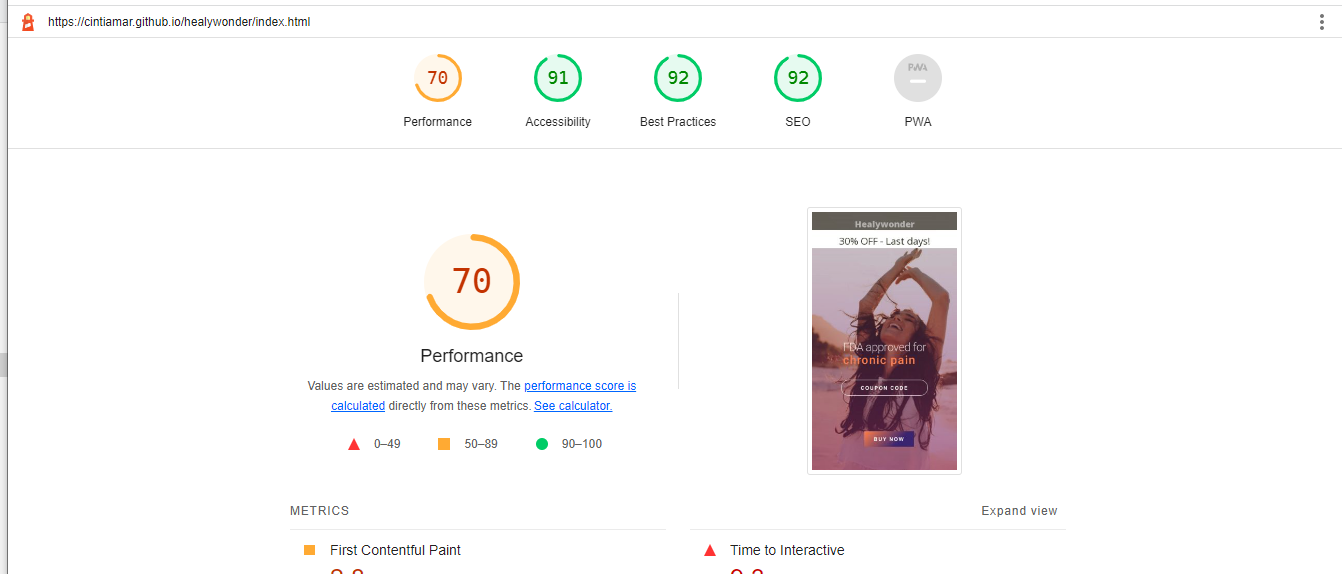 https://cintiamar.github.io/healywonder/index.html
70
91
92
92
PWA
Performance
Accessibility
Best Practices
SEO
PWA
70
Performance
Values are estimated and may vary. The performance score is
calculated directly from these metrics. See calculator.
0–49
50–89
90–100
Healywonder
30% OFF - Last days!
FDA approved for
chronic pain
COUPON CODE
BUY NOW
METRICS
Expand view
First Contentful Paint
Time to Interactive